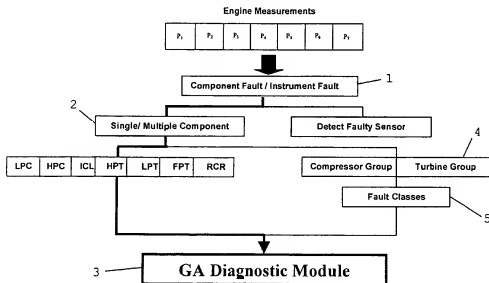 Engine Measurements
P₁ P₂ P₃ P₄ P₅ P₆
Component Fault / Instrument Fault
1
2
Single/ Multiple Component
Detect Faulty Sensor
4
LPC HPC ICL HPT LPT FPT RCR
Compressor Group Turbine Group
Fault Classes
5
3
GA Diagnostic Module